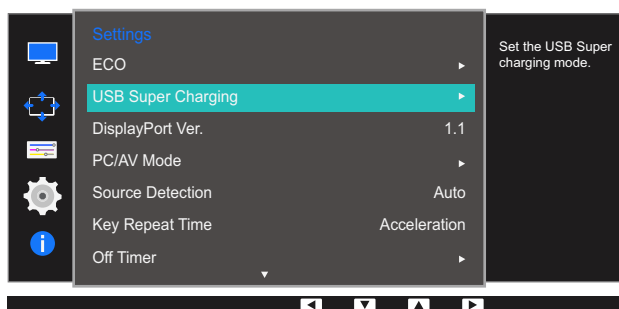 Settings
ECO
USB Super Charging
DisplayPort Ver. 1.1
PC/AV Mode
Source Detection Auto
Key Repeat Time Acceleration
Off Timer
Set the USB Super
charging mode.